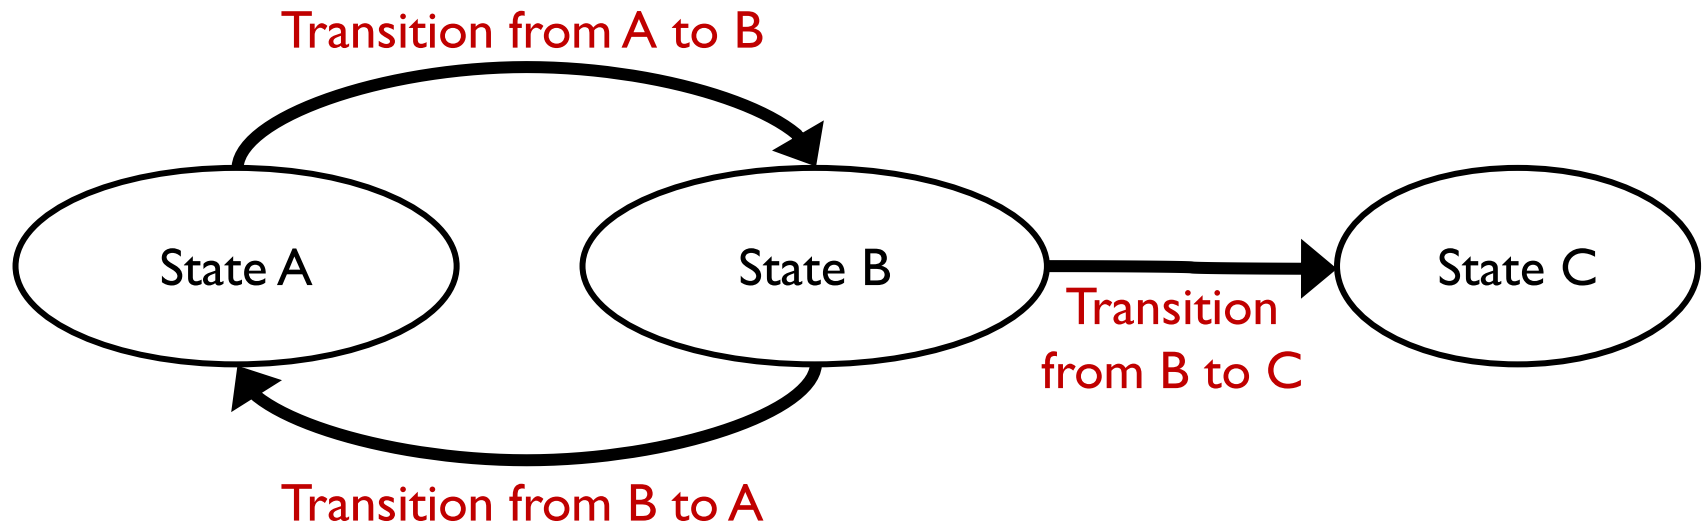 Transition from A to B
State A
State B
State C
Transition
from B to C
Transition from B to A